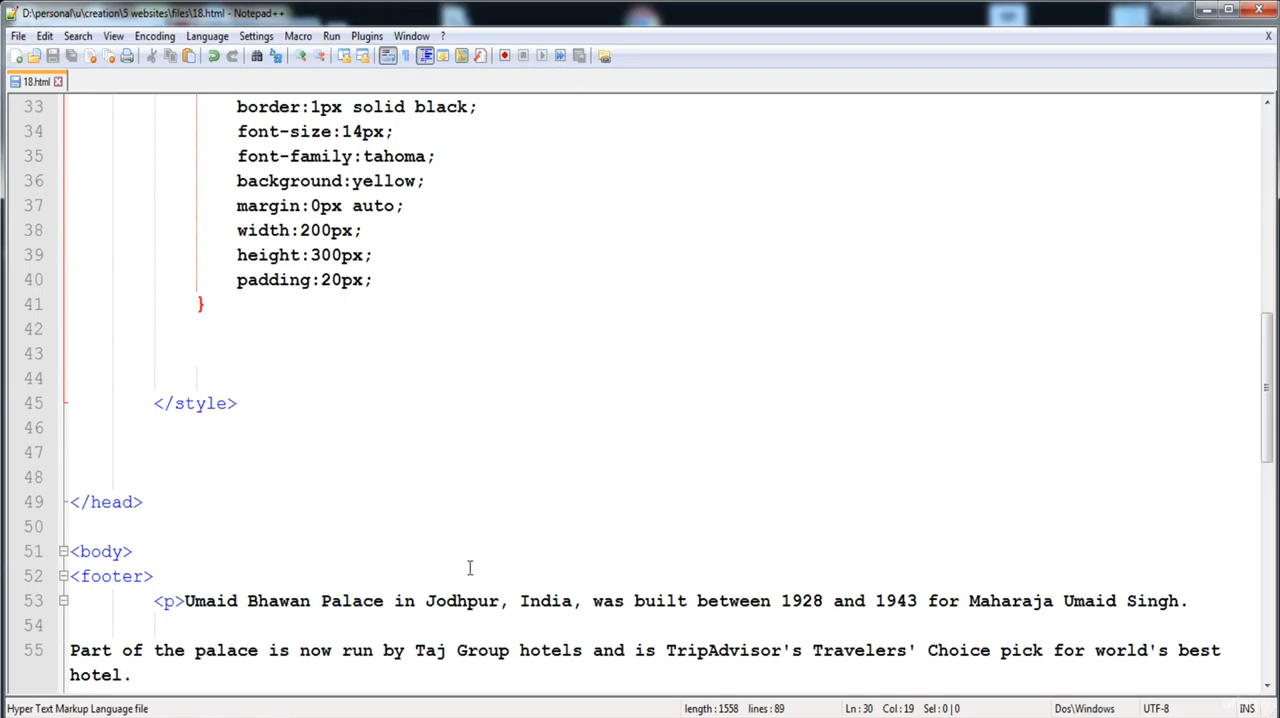 D:\personal\u\creation\5 websites\files\18.html - Notepad++
File Edit Search View Encoding Language Settings Macro Run Plugins Window ? X
18.html
33 border:1px solid black;
34 font-size:14px;
35 font-family:tahoma;
36 background:yellow;
37 margin:0px auto;
38 width:200px;
39 height:300px;
40 padding:20px;
41 }
42
43
44
45 </style>
46
47
48
49 </head>
50
51 <body>
52 <footer>
53 <p>Umaid Bhawan Palace in Jodhpur, India, was built between 1928 and 1943 for Maharaja Umaid Singh.
54
55 Part of the palace is now run by Taj Group hotels and is TripAdvisor's Travelers' Choice pick for world's best
hotel.
Hyper Text Markup Language file length : 1558 lines : 89 Ln : 30 Col : 19 Sel : 0 | 0 Dos\Windows UTF-8 INS